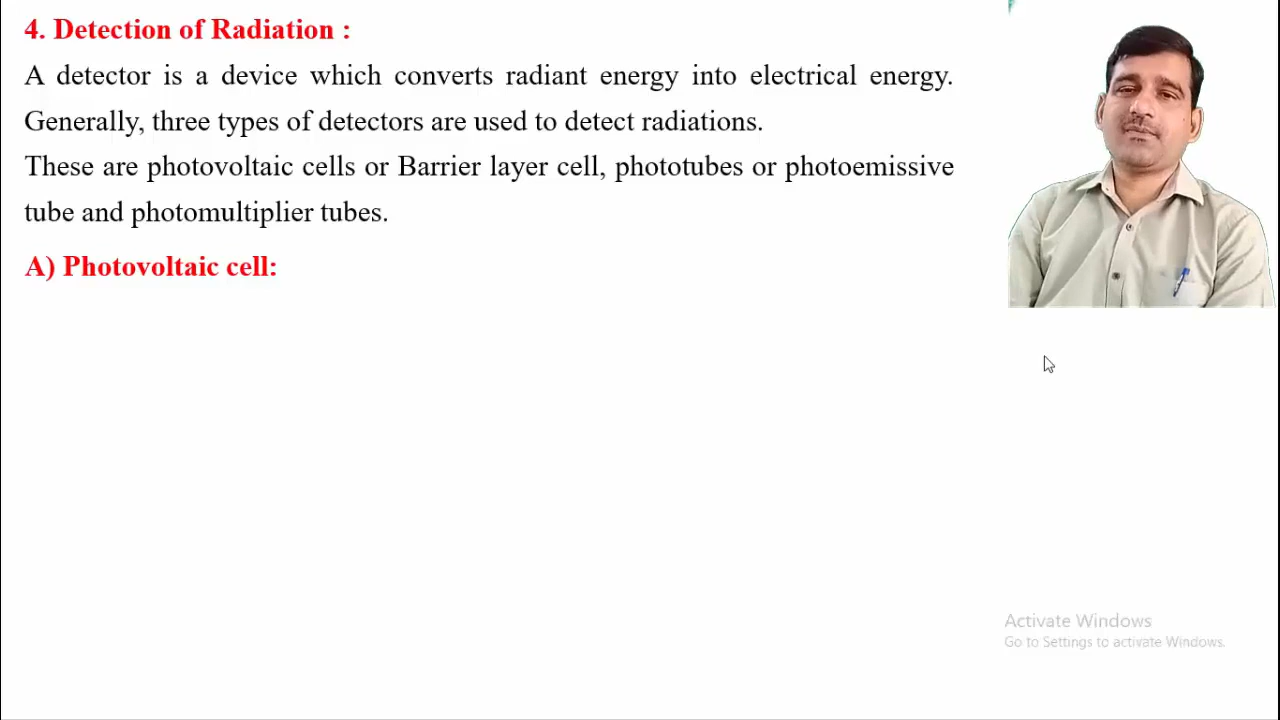 4. Detection of Radiation :
A detector is a device which converts radiant energy into electrical energy.
Generally, three types of detectors are used to detect radiations.
These are photovoltaic cells or Barrier layer cell, phototubes or photoemissive
tube and photomultiplier tubes.
A) Photovoltaic cell:
Activate Windows
Go to Settings to activate Windows.